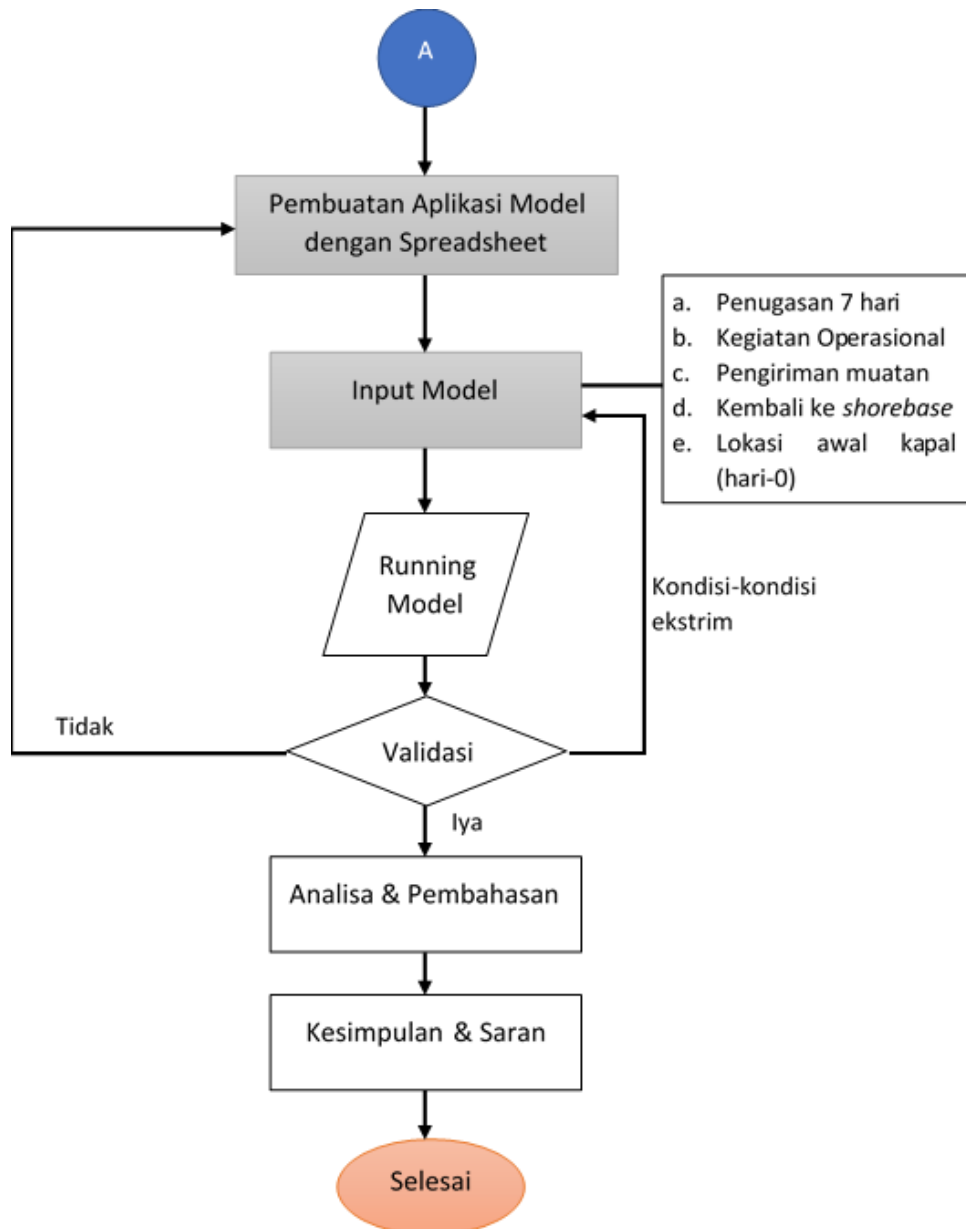 A
Pembuatan Aplikasi Model
dengan Spreadsheet
Input Model
a. Penugasan 7 hari
b. Kegiatan Operasional
c. Pengiriman muatan
d. Kembali ke shorebase
e. Lokasi awal kapal
(hari-0)
Running
Model
Kondisi-kondisi
ekstrim
Tidak
Validasi
Iya
Analisa & Pembahasan
Kesimpulan & Saran
Selesai